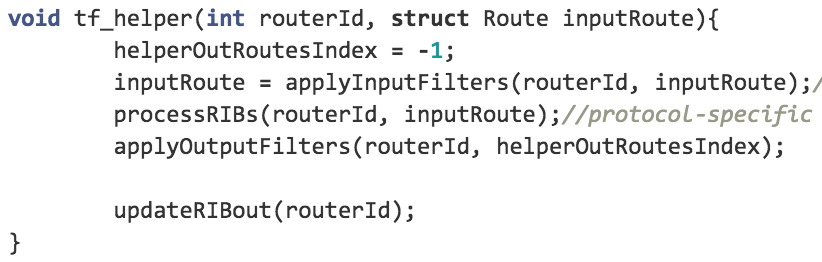 void tf_helper(int routerId, struct Route inputRoute){
helperOutRoutesIndex = -1;
inputRoute = applyInputFilters(routerId, inputRoute);/
processRIBs(routerId, inputRoute);//protocol-specific
applyOutputFilters(routerId, helperOutRoutesIndex);
updateRIBout(routerId);
}